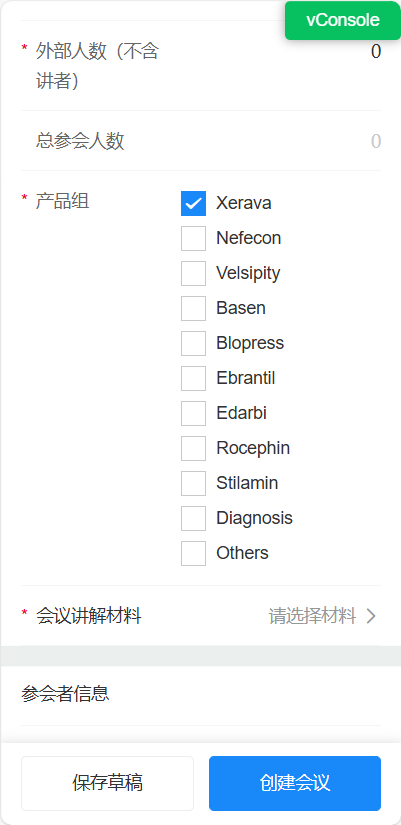 vConsole
* 外部人数（不含
讲者） 0
总参会人数 0
* 产品组
Xerava
Nefecon
Velsipity
Basen
Blopress
Ebrantil
Edarbi
Rocephin
Stilamin
Diagnosis
Others
* 会议讲解材料 请选择材料
参会者信息
保存草稿 创建会议